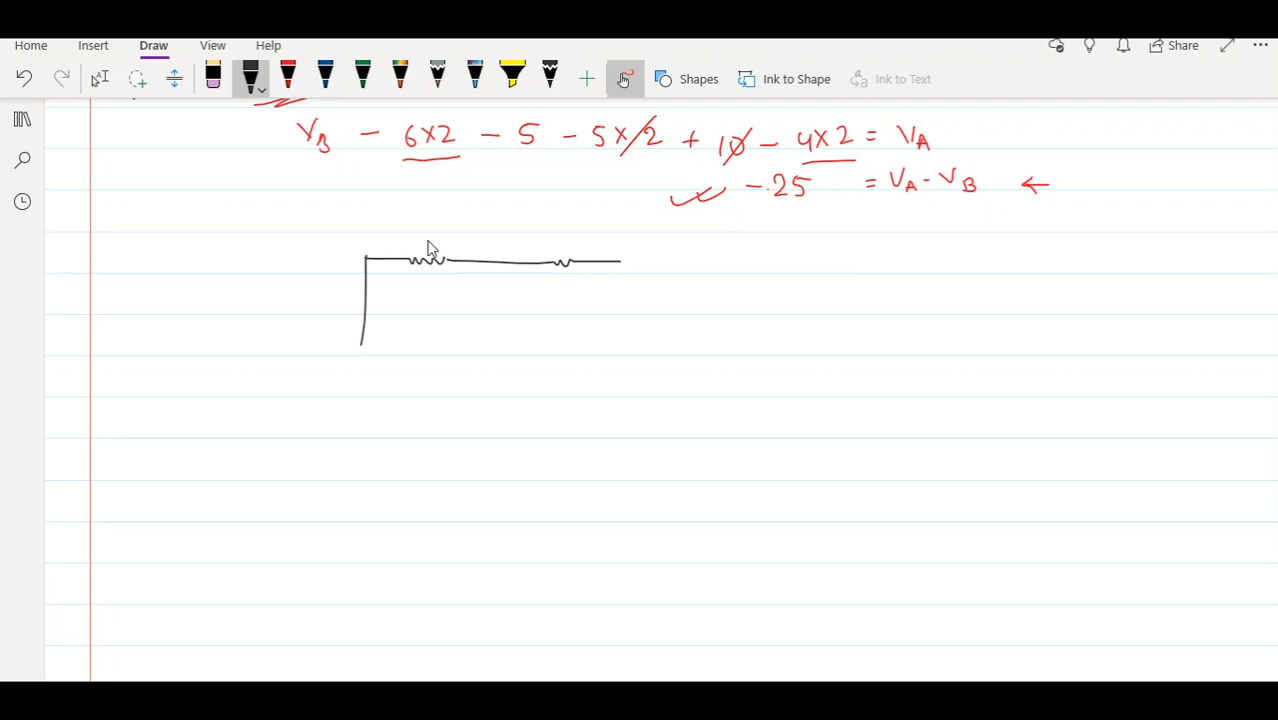 Home Insert Draw View Help Share
Shapes Ink to Shape Ink to Text
V_B - 6×2 - 5 - 5×2 + 10 - 4×2 = V_A
-.25 = V_A - V_B ←